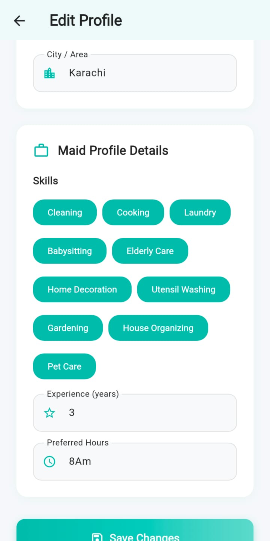 Edit Profile
City / Area
Karachi
Maid Profile Details
Skills
Cleaning Cooking Laundry
Babysitting Elderly Care
Home Decoration Utensil Washing
Gardening House Organizing
Pet Care
Experience (years)
3
Preferred Hours
8Am
Save Changes